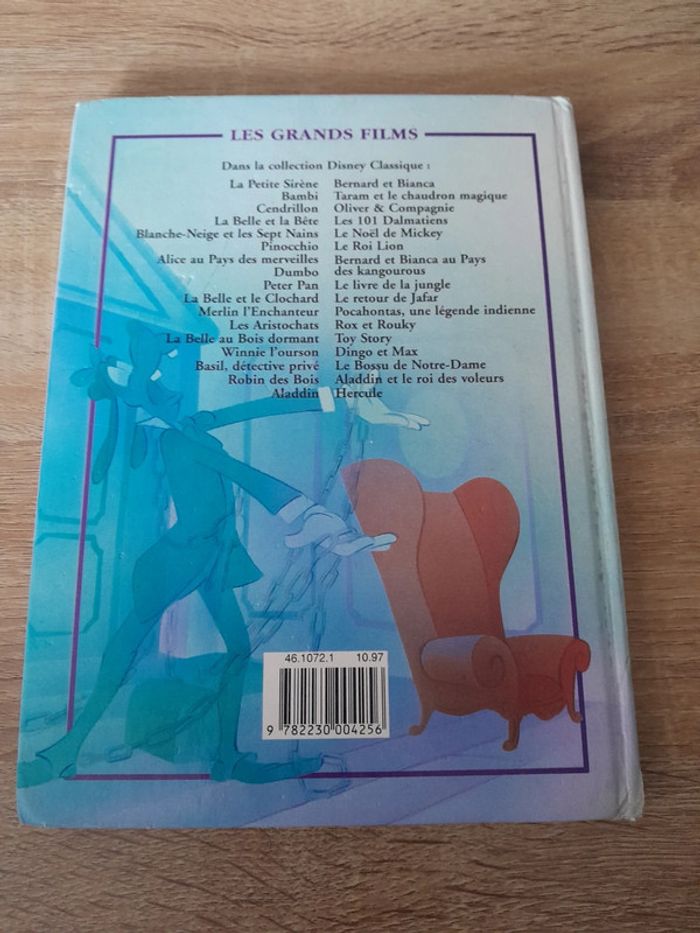 LES GRANDS FILMS
Dans la collection Disney Classique :
La Petite Sirène
Bambi
Cendrillon
La Belle et la Bête
Blanche-Neige et les Sept Nains
Pinocchio
Alice au Pays des merveilles
Dumbo
Peter Pan
La Belle et le Clochard
Merlin l'Enchanteur
Les Aristochats
La Belle au Bois dormant
Winnie l'ourson
Basil, détective privé
Robin des Bois
Aladdin
Bernard et Bianca
Taram et le chaudron magique
Oliver & Compagnie
Les 101 Dalmatiens
Le Noël de Mickey
Le Roi Lion
Bernard et Bianca au Pays
des kangourous
Le livre de la jungle
Le retour de Jafar
Pocahontas, une légende indienne
Rox et Rouky
Toy Story
Dingo et Max
Le Bossu de Notre-Dame
Aladdin et le roi des voleurs
Hercule
46.1072.1 10.97
9 782230 004256